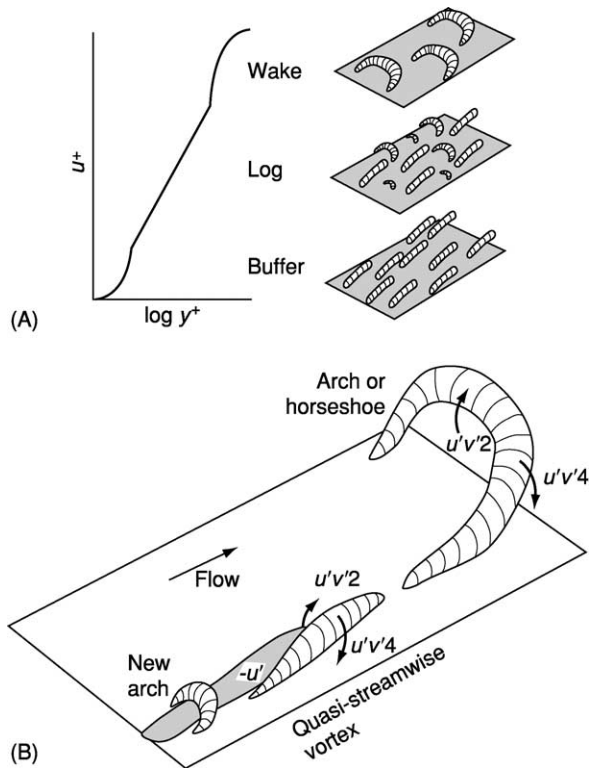 Wake
u+
Log
Buffer
(A)
log y+
Arch or
horseshoe
u'v'2
u'v'4
Flow
u'v'2
u'v'4
New
arch
-u'
Quasi-streamwise
vortex
(B)